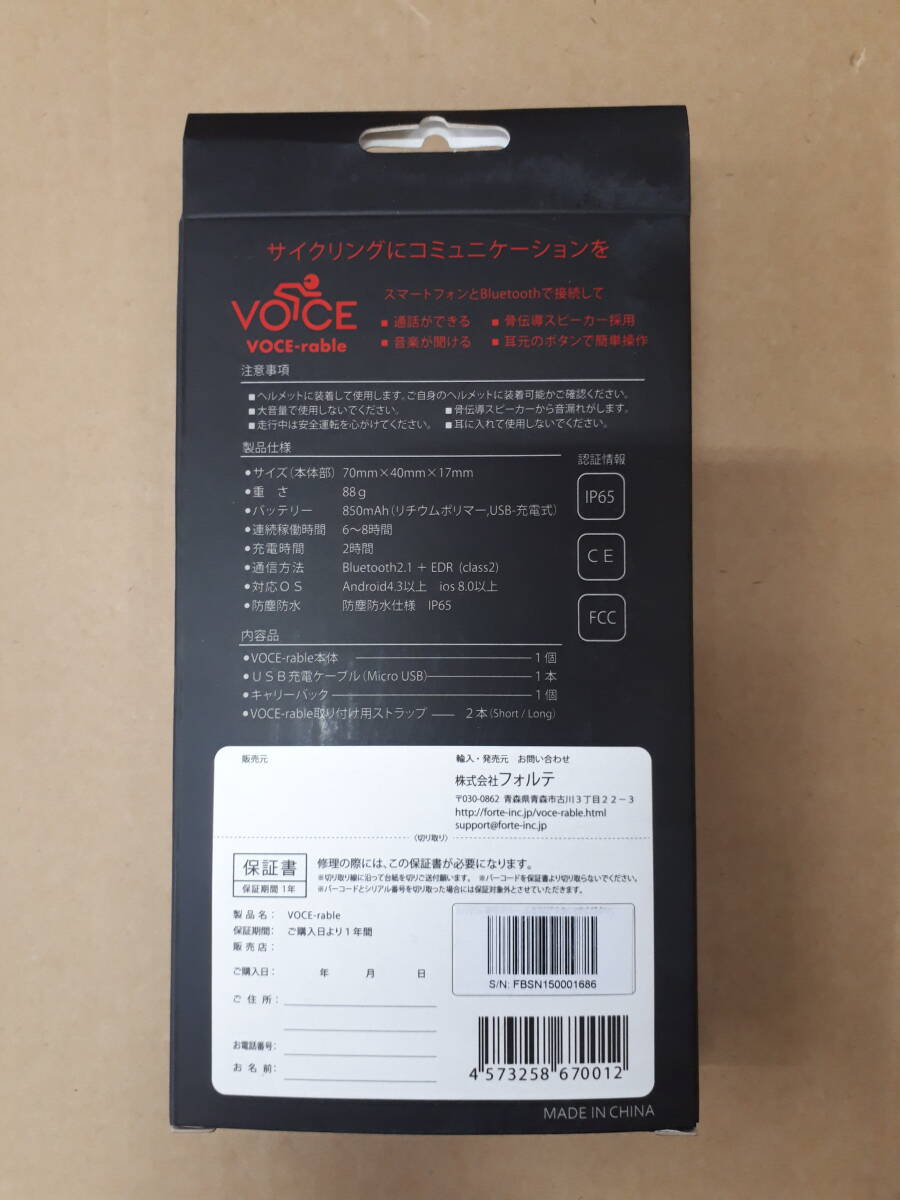 サイクリングにコミュニケーションを
VOICE
VOCE-rable
スマートフォンとBluetoothで接続して
■ 通話ができる ■ 骨伝導スピーカー採用
■ 音楽が聞ける ■ 耳元のボタンで簡単操作
注意事項
■ヘルメットに装着して使用します。ご自身のヘルメットに装着可能かご確認ください。
■大音量で使用しないでください。 ■骨伝導スピーカーから音漏れがします。
■走行中は安全運転を心がけてください。 ■耳に入れて使用しないでください。
製品仕様
●サイズ(本体部) 70mm×40mm×17mm
●重 さ 88g
●バッテリー 850mAh(リチウムポリマー,USB-充電式)
●連続稼働時間 6～8時間
●充電時間 2時間
●通信方法 Bluetooth2.1 + EDR (class2)
●対応OS Android4.3以上 ios 8.0以上
●防塵防水 防塵防水仕様 IP65
認証情報
IP65
CE
FCC
内容品
●VOCE-rable本体 1個
●USB充電ケーブル(Micro USB) 1本
●キャリーバック 1個
●VOCE-rable取り付け用ストラップ 2本(Short / Long)
販売元
輸入・発売元 お問い合わせ
株式会社フォルテ
〒030-0862 青森県青森市古川3丁目22-3
http://forte-inc.jp/voce-rable.html
support@forte-inc.jp
(切り取り)
保証書
保証期間1年
修理の際には、この保証書が必要になります。
※切り取り線に沿って台紙を切りご送付願います。 ※バーコードを保証書より切り取らないでください。
※バーコードとシリアル番号を切り取った場合には保証対象外とさせていただきます。
製品名: VOCE-rable
保証期間: ご購入日より1年間
販売店:
ご購入日: 年 月 日
ご住所:
お電話番号:
お名前:
S/N: FBSN150001686
4 573258 670012
MADE IN CHINA